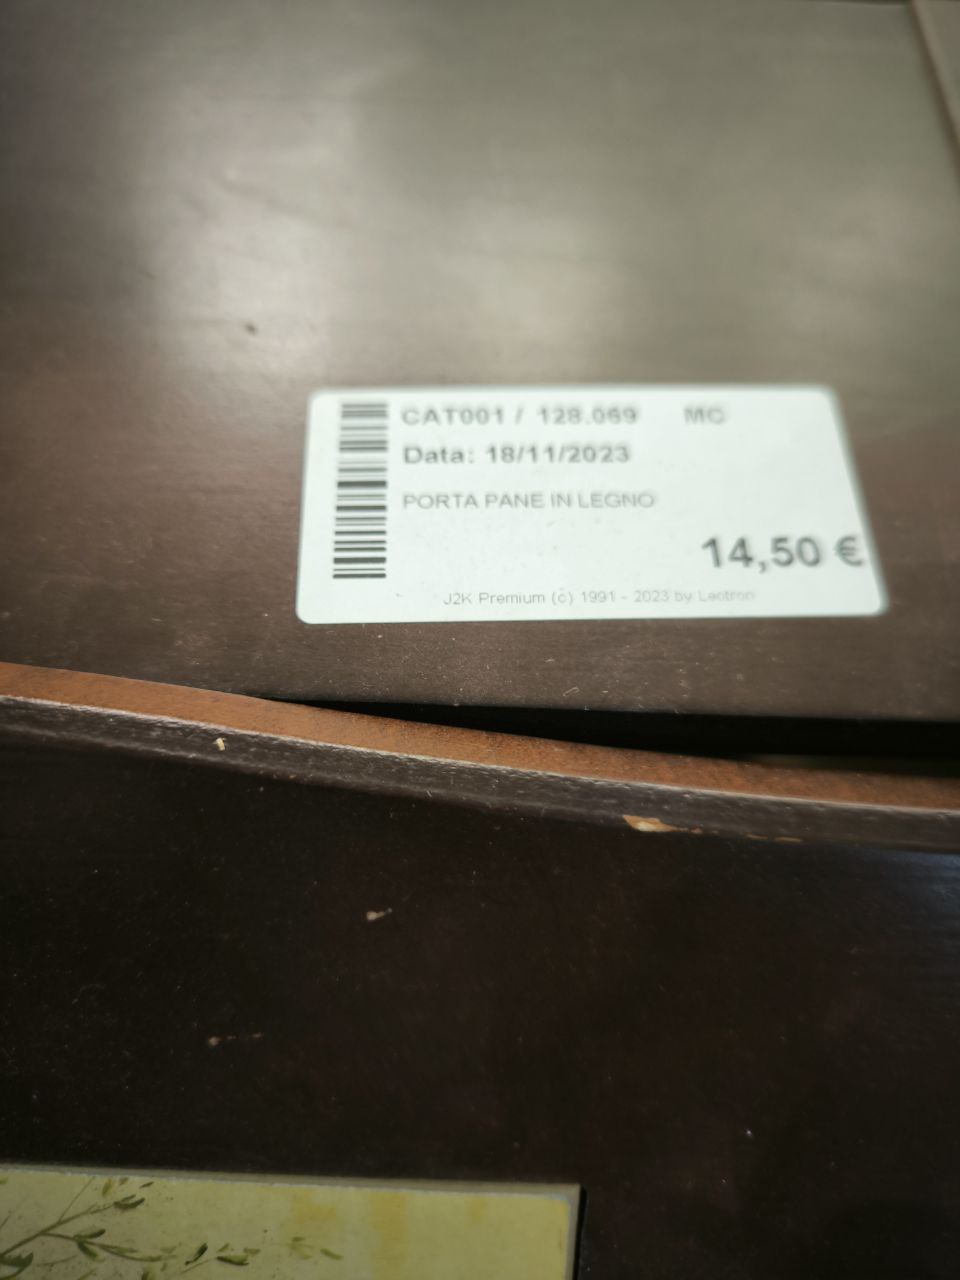 CAT001 / 128.069 MC
Data: 18/11/2023
PORTA PANE IN LEGNO
14,50 €
J2K Premium (c) 1991 - 2023 by Leotron